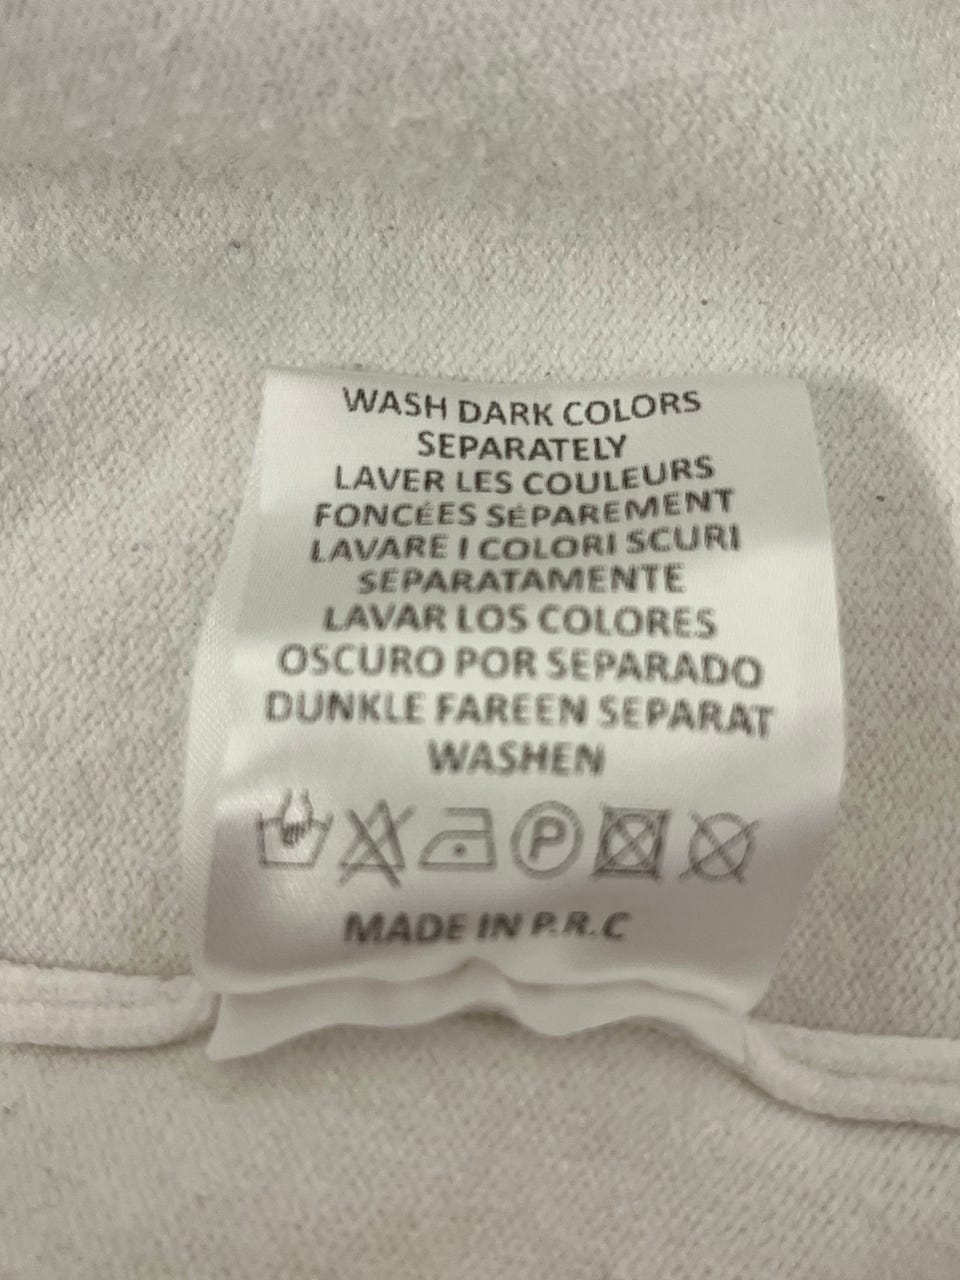 WASH DARK COLORS
SEPARATELY
LAVER LES COULEURS
FONCÉES SÉPAREMENT
LAVARE I COLORI SCURI
SEPARATAMENTE
LAVAR LOS COLORES
OSCURO POR SEPARADO
DUNKLE FAREEN SEPARAT
WASHEN
P
MADE IN P.R.C